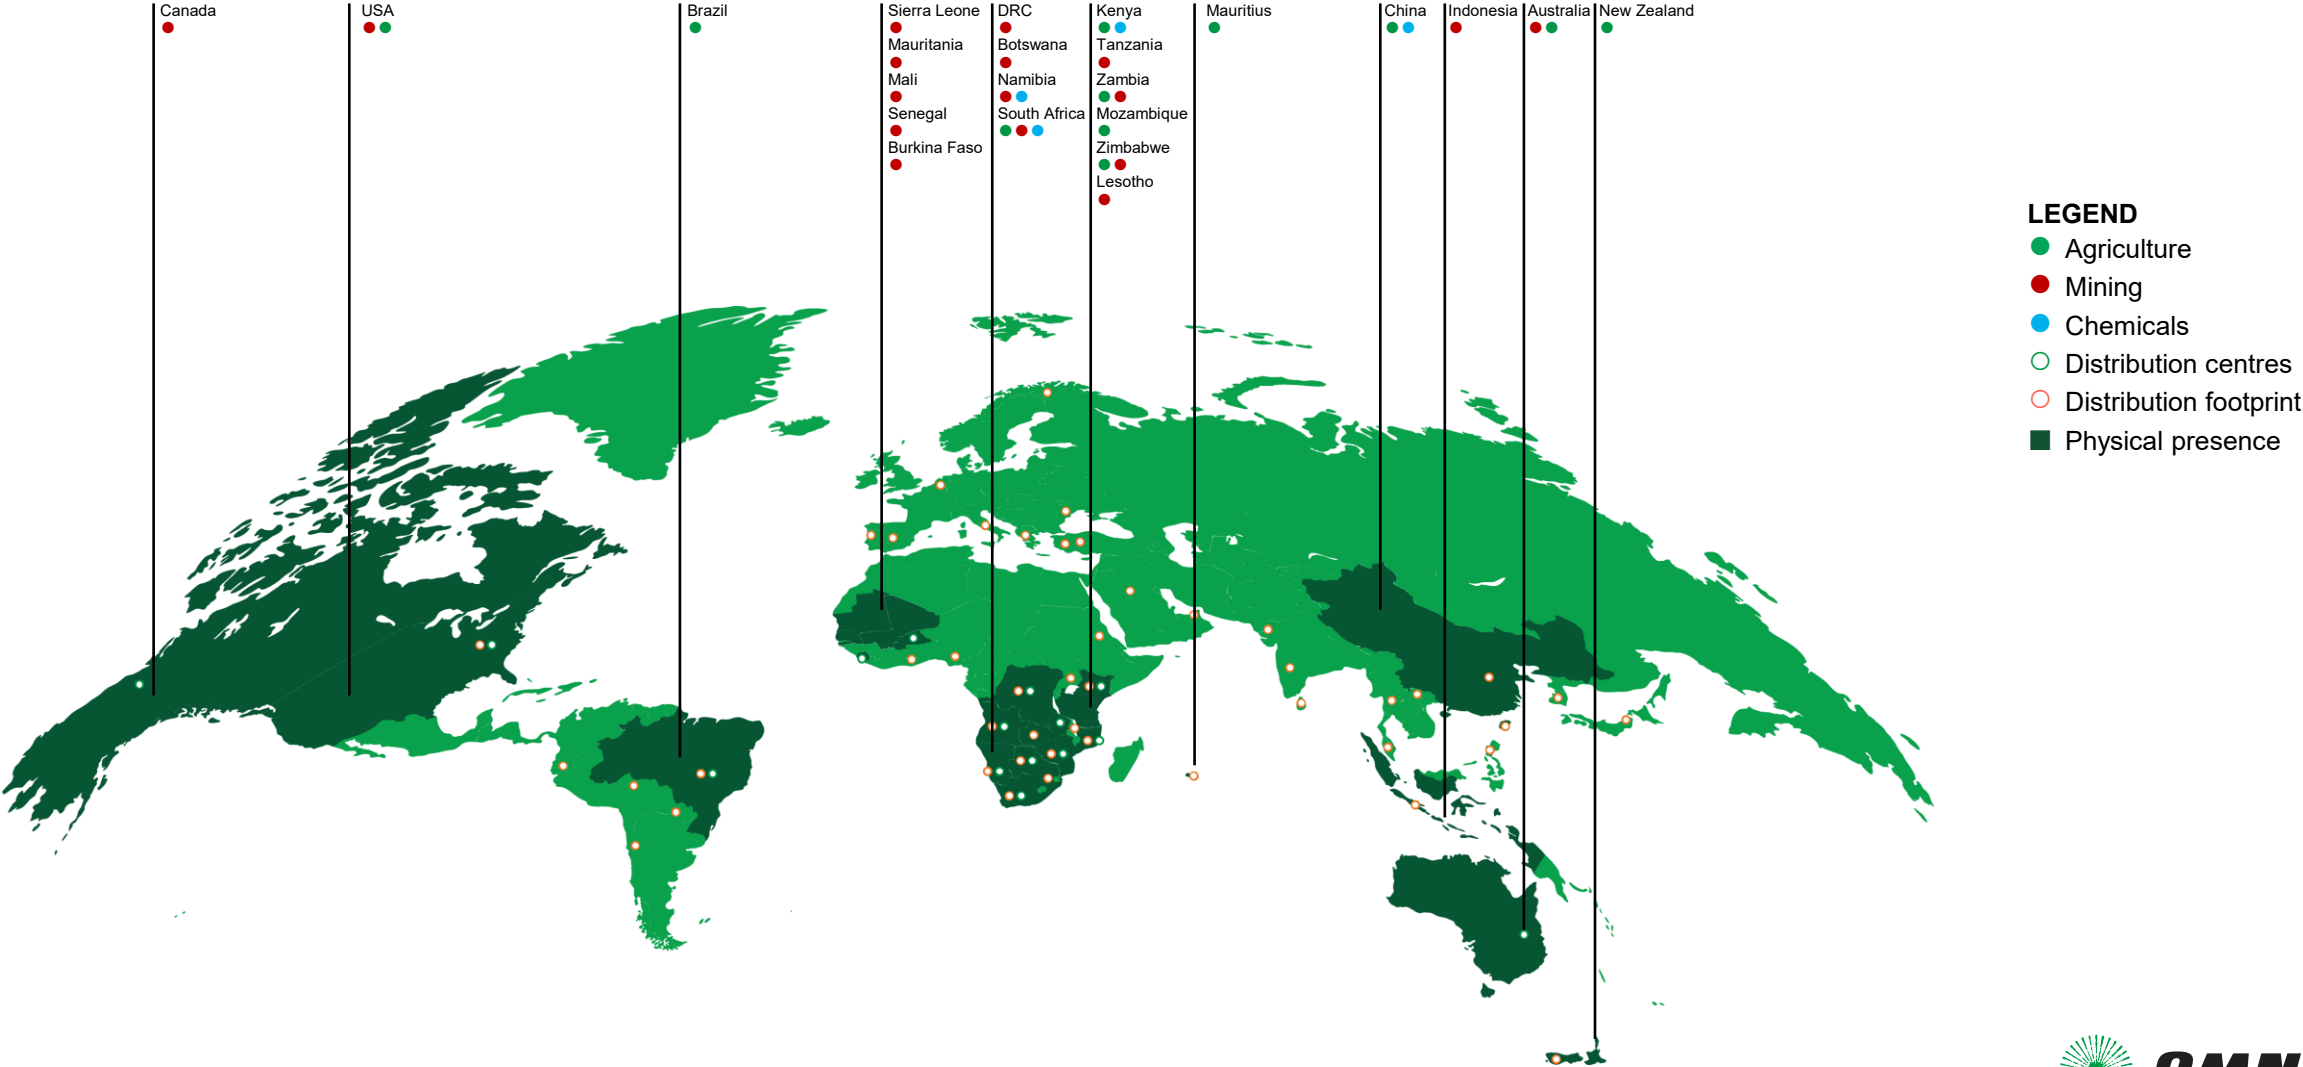 Canada
USA
Brazil
Sierra Leone
Mauritania
Mali
Senegal
Burkina Faso
DRC
Botswana
Namibia
South Africa
Kenya
Tanzania
Zambia
Mozambique
Zimbabwe
Lesotho
Mauritius
China
Indonesia
Australia
New Zealand
LEGEND
Agriculture
Mining
Chemicals
Distribution centres
Distribution footprint
Physical presence